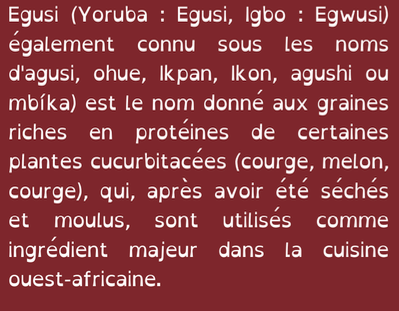 Egusi (Yoruba : Egusi, Igbo : Egwusi)
également connu sous les noms
d'agusi, ohue, Ikpan, Ikon, agushi ou
mbíka) est le nom donné aux graines
riches en protéines de certaines
plantes cucurbitacées (courge, melon,
courge), qui, après avoir été séchés
et moulus, sont utilisés comme
ingrédient majeur dans la cuisine
ouest-africaine.